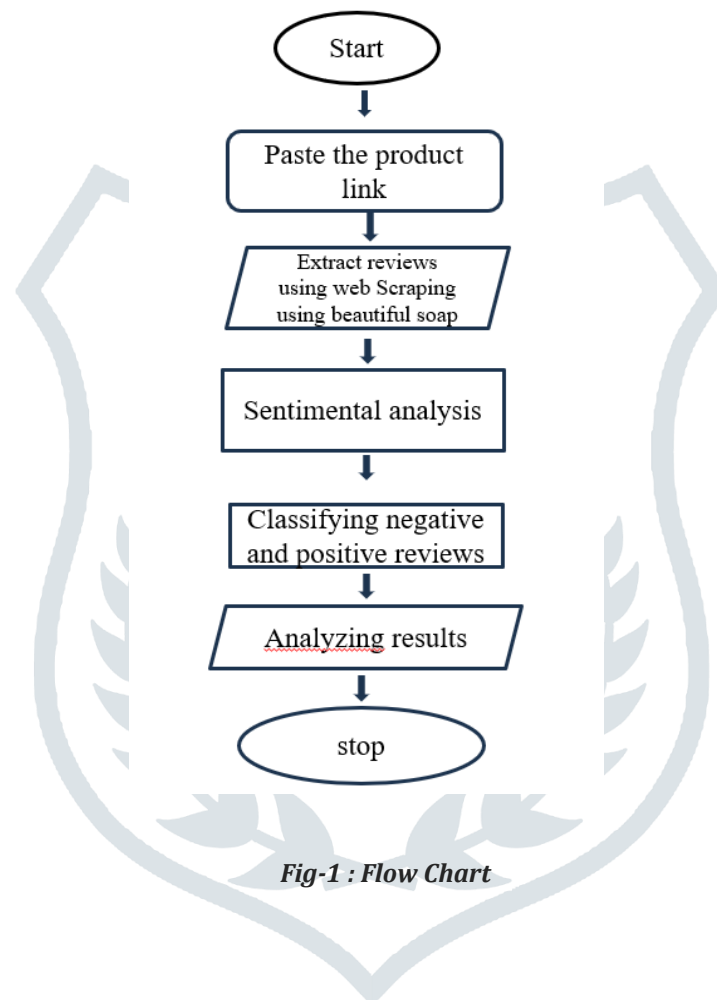 Start
Paste the product
link
Extract reviews
using web Scraping
using beautiful soap
Sentimental analysis
Classifying negative
and positive reviews
Analyzing results
stop
Fig-1 : Flow Chart